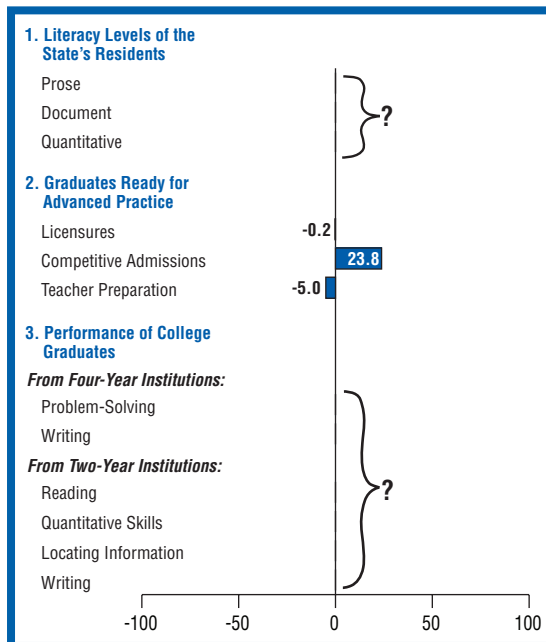 1. Literacy Levels of the
State's Residents
Prose
Document
Quantitative
?
2. Graduates Ready for
Advanced Practice
Licensures
-0.2
Competitive Admissions
23.8
Teacher Preparation
-5.0
3. Performance of College
Graduates
From Four-Year Institutions:
Problem-Solving
Writing
From Two-Year Institutions:
Reading
?
Quantitative Skills
Locating Information
Writing
-100 -50 0 50 100